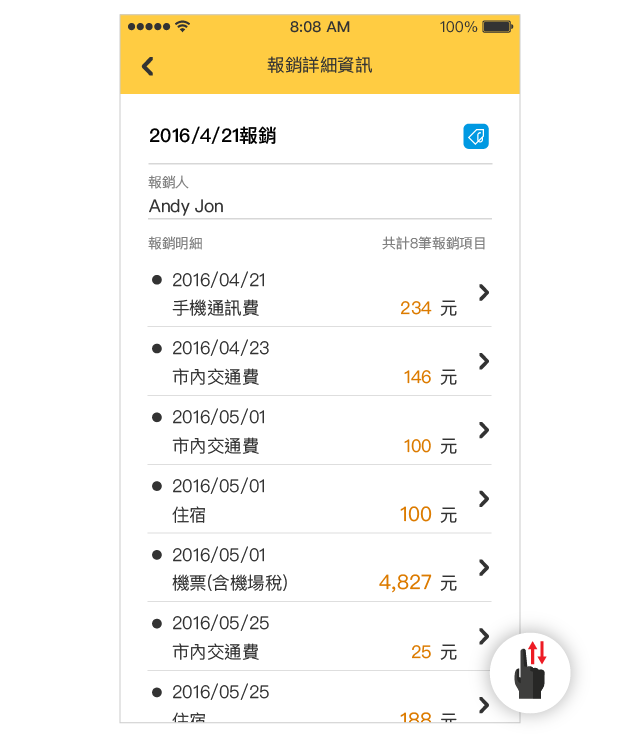 8:08 AM 100%
報銷詳細資訊
2016/4/21報銷
報銷人
Andy Jon
報銷明細 共計8筆報銷項目
2016/04/21
手機通訊費 234 元
2016/04/23
市內交通費 146 元
2016/05/01
市內交通費 100 元
2016/05/01
住宿 100 元
2016/05/01
機票(含機場稅) 4,827 元
2016/05/25
市內交通費 25 元
2016/05/25
住宿 188 元